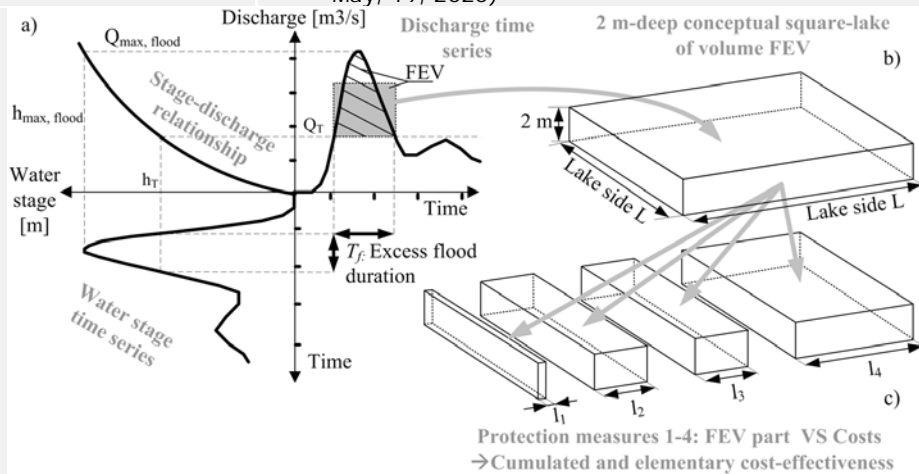 May, 19, 2020)
a)
Discharge [m3/s]
Qmax, flood
Discharge time
series
2 m-deep conceptual square-lake
of volume FEV
b)
FEV
Stage-discharge
relationship
hmax, flood
QT
2 m
hT
Water
stage
[m]
Time
Lake side L
Lake side L
Tf: Excess flood
duration
Water stage
time series
Time
l1
l2
l3
l4
c)
Protection measures 1-4: FEV part VS Costs
→Cumulated and elementary cost-effectiveness